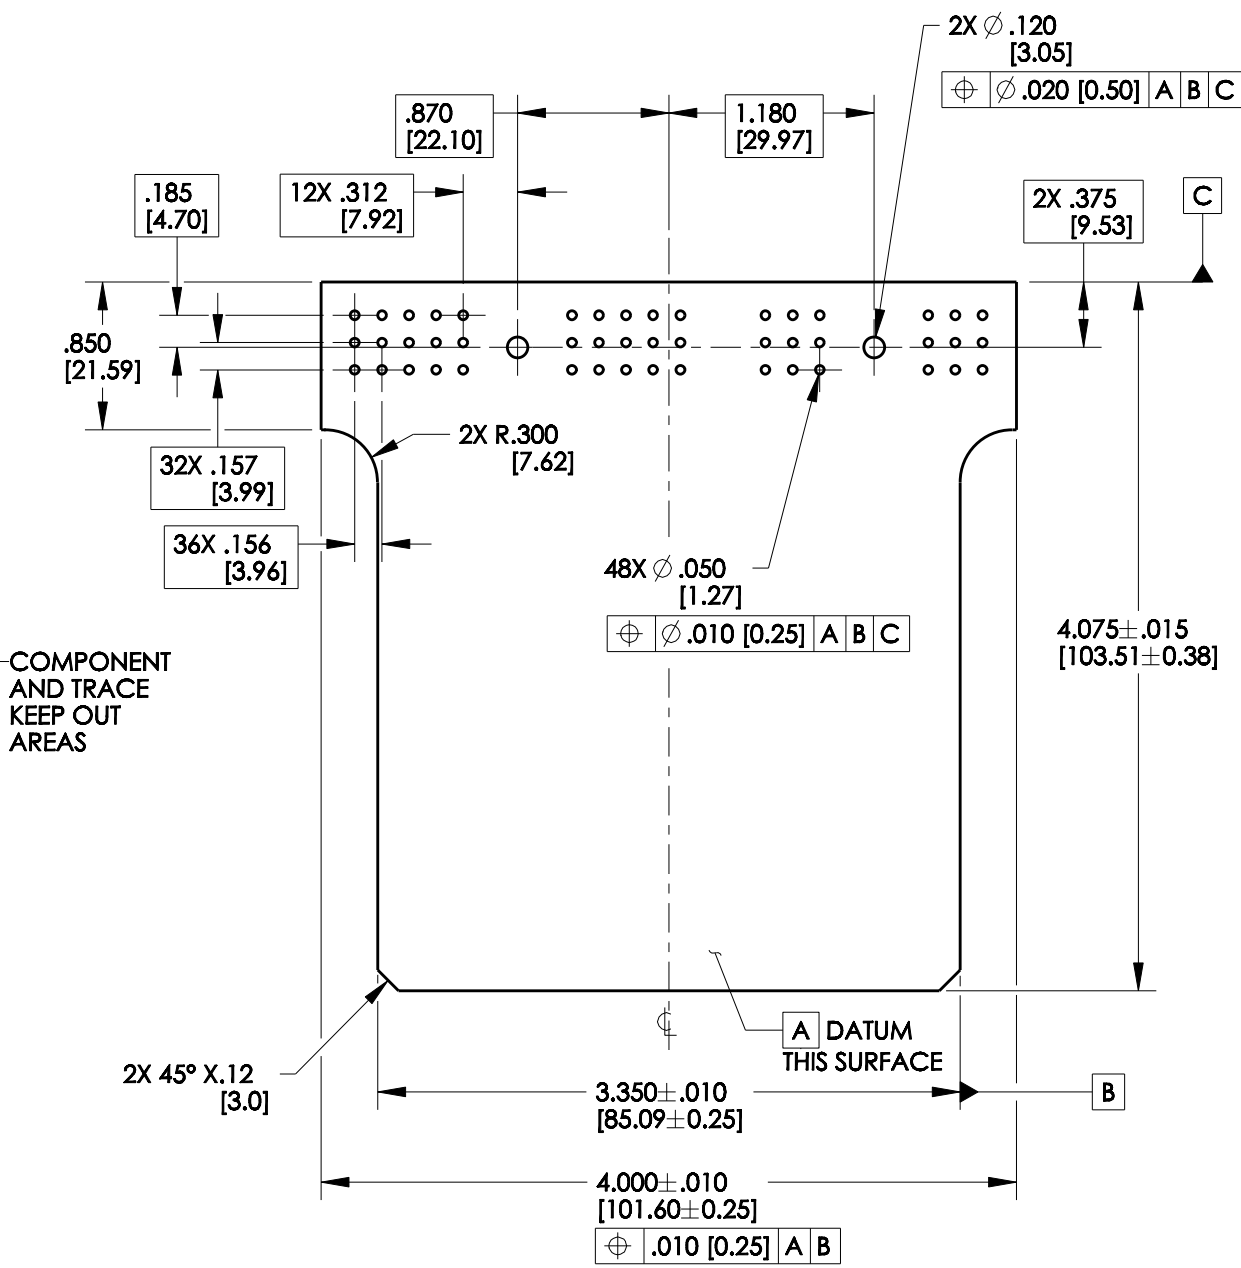 2X ∅ .120
[3.05]
⌖ ∅ .020 [0.50] A B C
.870
[22.10]
1.180
[29.97]
.185
[4.70]
12X .312
[7.92]
2X .375
[9.53]
C
.850
[21.59]
2X R.300
[7.62]
32X .157
[3.99]
36X .156
[3.96]
48X ∅ .050
[1.27]
⌖ ∅ .010 [0.25] A B C
4.075±.015
[103.51±0.38]
COMPONENT
AND TRACE
KEEP OUT
AREAS
℄
A DATUM
THIS SURFACE
2X 45° X.12
[3.0]
3.350±.010
[85.09±0.25]
B
4.000±.010
[101.60±0.25]
⌖ .010 [0.25] A B